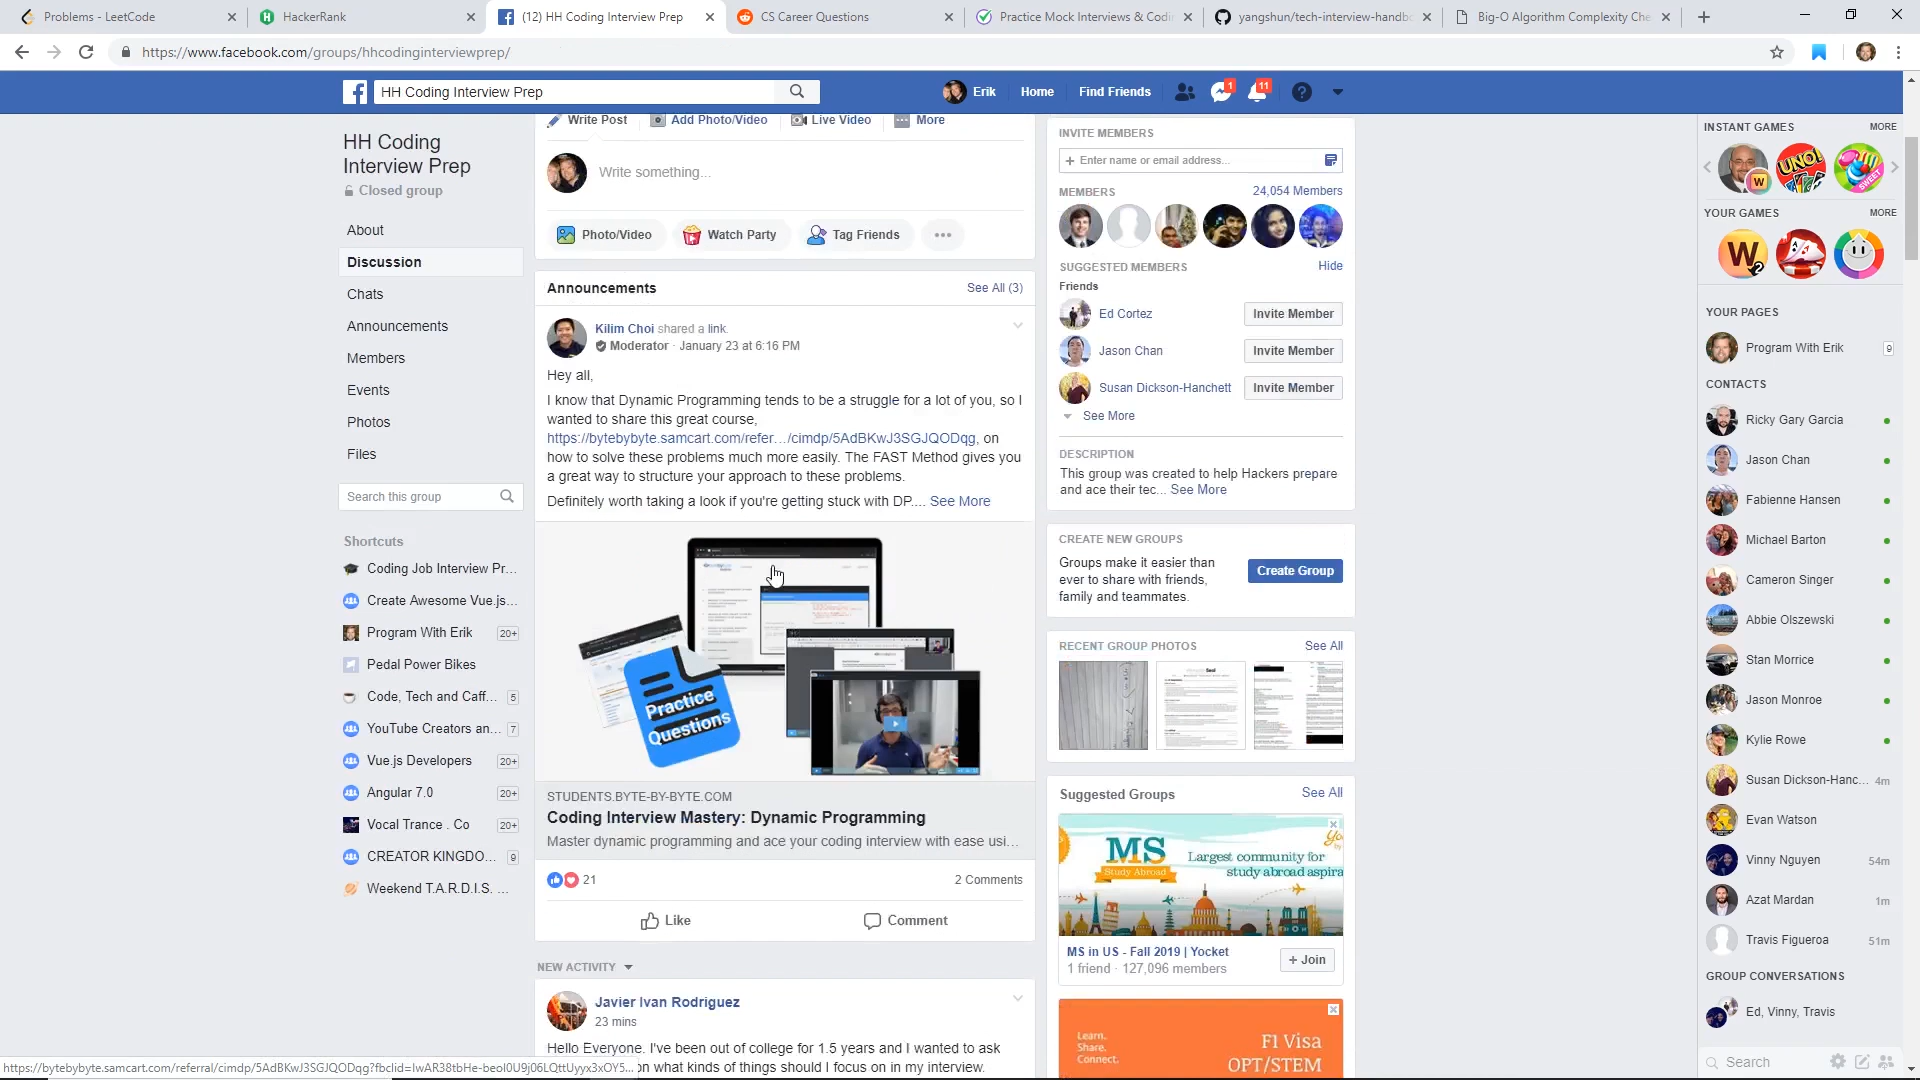 Problems - LeetCode
HackerRank
(12) HH Coding Interview Prep
CS Career Questions
Practice Mock Interviews & Codi
yangshun/tech-interview-handbo
Big-O Algorithm Complexity Che
https://www.facebook.com/groups/hhcodinginterviewprep/
HH Coding Interview Prep
Erik
Home
Find Friends
1
11
HH Coding
Interview Prep
Closed group
About
Discussion
Chats
Announcements
Members
Events
Photos
Files
Search this group
Shortcuts
Coding Job Interview Pr...
Create Awesome Vue.js...
Program With Erik 20+
Pedal Power Bikes
Code, Tech and Caff... 5
YouTube Creators an... 7
Vue.js Developers 20+
Angular 7.0 20+
Vocal Trance . Co 20+
CREATOR KINGDO... 9
Weekend T.A.R.D.I.S. ...
Write Post
Add Photo/Video
Live Video
More
Write something...
Photo/Video
Watch Party
Tag Friends
Announcements
See All (3)
Kilim Choi shared a link.
Moderator · January 23 at 6:16 PM
Hey all,
I know that Dynamic Programming tends to be a struggle for a lot of you, so I
wanted to share this great course,
https://bytebybyte.samcart.com/refer…/cimdp/5AdBKwJ3SGJQODqg, on
how to solve these problems much more easily. The FAST Method gives you
a great way to structure your approach to these problems.
Definitely worth taking a look if you're getting stuck with DP.... See More
Practice
Questions
STUDENTS.BYTE-BY-BYTE.COM
Coding Interview Mastery: Dynamic Programming
Master dynamic programming and ace your coding interview with ease usi...
21
2 Comments
Like
Comment
NEW ACTIVITY
Javier Ivan Rodriguez
23 mins
Hello Everyone. I've been out of college for 1.5 years and I wanted to ask
on what kinds of things should I focus on in my interview.
INVITE MEMBERS
+ Enter name or email address...
MEMBERS
24,054 Members
SUGGESTED MEMBERS
Hide
Friends
Ed Cortez
Invite Member
Jason Chan
Invite Member
Susan Dickson-Hanchett
Invite Member
See More
DESCRIPTION
This group was created to help Hackers prepare
and ace their tec... See More
CREATE NEW GROUPS
Groups make it easier than
ever to share with friends,
family and teammates.
Create Group
RECENT GROUP PHOTOS
See All
Suggested Groups
See All
MS
Study Abroad
Largest community for
study abroad aspira
MS in US - Fall 2019 | Yocket
1 friend · 127,096 members
+ Join
Learn.
Share.
Connect.
F1 Visa
OPT/STEM
INSTANT GAMES
MORE
W
UNO!
SWEET
YOUR GAMES
MORE
W
2
YOUR PAGES
Program With Erik 9
CONTACTS
Ricky Gary Garcia
Jason Chan
Fabienne Hansen
Michael Barton
Cameron Singer
Abbie Olszewski
Stan Morrice
Jason Monroe
Kylie Rowe
Susan Dickson-Hanc... 4m
Evan Watson
Vinny Nguyen 54m
Azat Mardan 1m
Travis Figueroa 51m
GROUP CONVERSATIONS
Ed, Vinny, Travis
Search